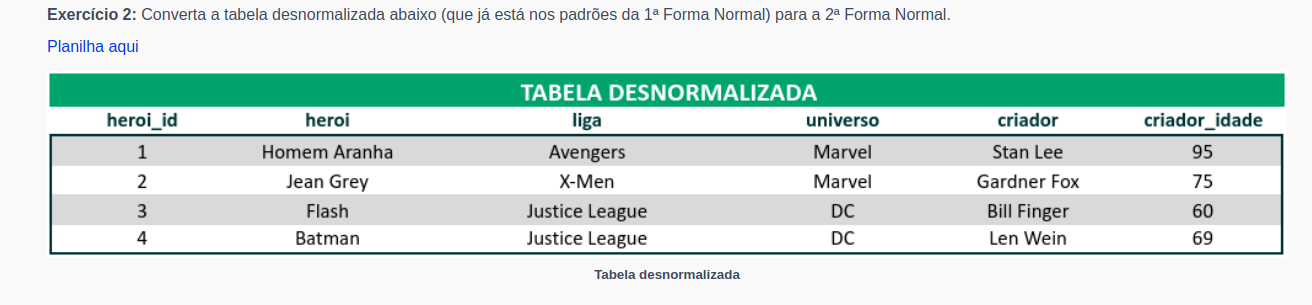 Exercício 2: Converta a tabela desnormalizada abaixo (que já está nos padrões da 1ª Forma Normal) para a 2ª Forma Normal.
Planilha aqui
TABELA DESNORMALIZADA
heroi_id heroi liga universo criador criador_idade
1 Homem Aranha Avengers Marvel Stan Lee 95
2 Jean Grey X-Men Marvel Gardner Fox 75
3 Flash Justice League DC Bill Finger 60
4 Batman Justice League DC Len Wein 69
Tabela desnormalizada